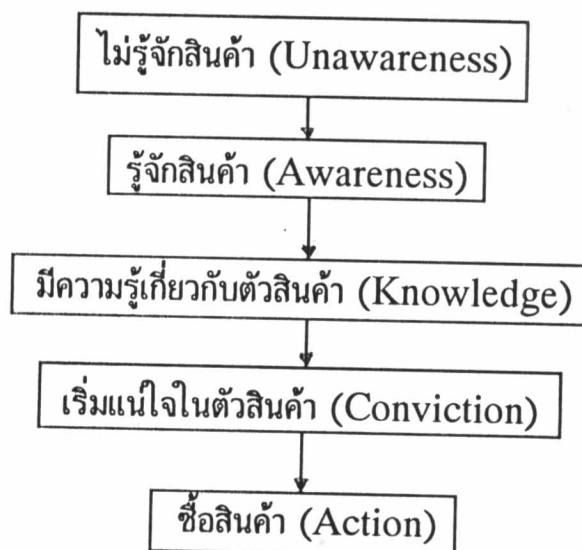 ไม่รู้จักสินค้า (Unawareness)
รู้จักสินค้า (Awareness)
มีความรู้เกี่ยวกับตัวสินค้า (Knowledge)
เริ่มแน่ใจในตัวสินค้า (Conviction)
ซื้อสินค้า (Action)